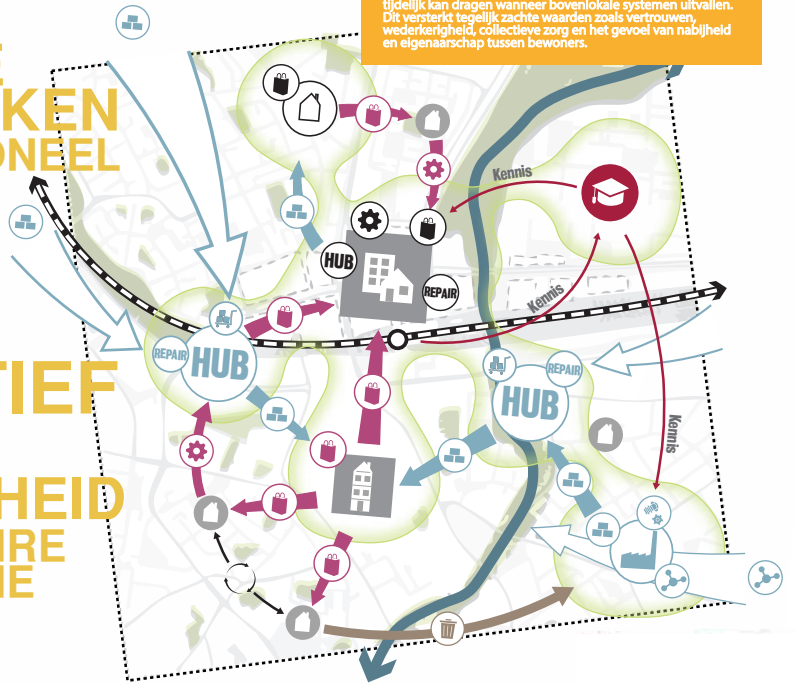 tijdelijk kan dragen wanneer bovenlokale systemen uitvallen.
Dit versterkt tegelijk zachte waarden zoals vertrouwen,
wederkerigheid, collectieve zorg en het gevoel van nabijheid
en eigenaarschap tussen bewoners.
KEN
ONEEL
Kennis
HUB
REPAIR
Kennis
REPAIR
HUB
TIEF
REPAIR
HUB
Kennis
HEID
IRE
IE